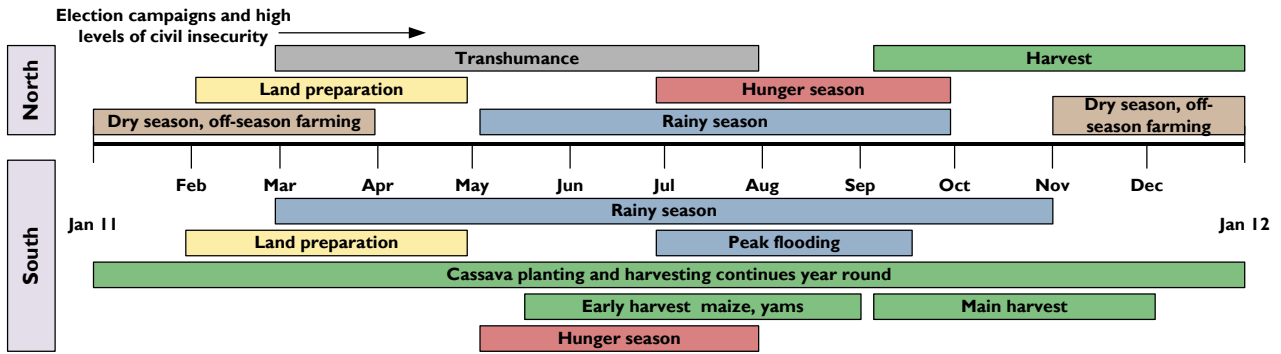 Election campaigns and high
levels of civil insecurity
North
Transhumance
Harvest
Land preparation
Hunger season
Dry season, off-season farming
Rainy season
Dry season, off-
season farming
Feb
Mar
Apr
May
Jun
Jul
Aug
Sep
Oct
Nov
Dec
Jan 11
Jan 12
South
Rainy season
Land preparation
Peak flooding
Cassava planting and harvesting continues year round
Early harvest maize, yams
Main harvest
Hunger season